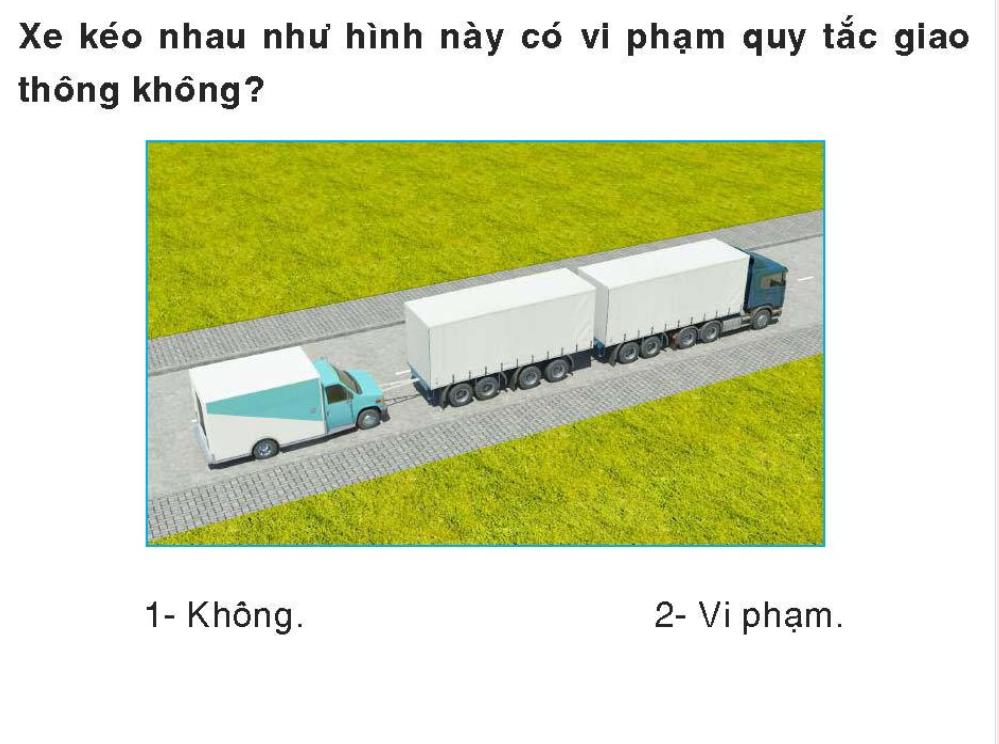 Xe kéo nhau như hình này có vi phạm quy tắc giao
thông không?
1- Không.
2- Vi phạm.